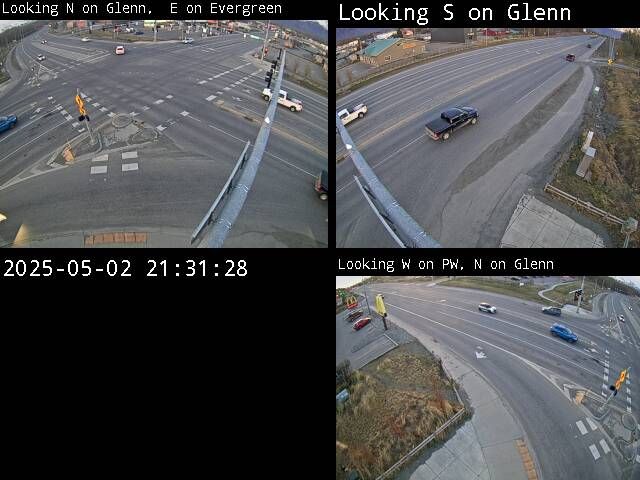 Looking N on Glenn,  E on Evergreen
Looking S on Glenn
2025-05-02 21:31:28
Looking W on PW, N on Glenn